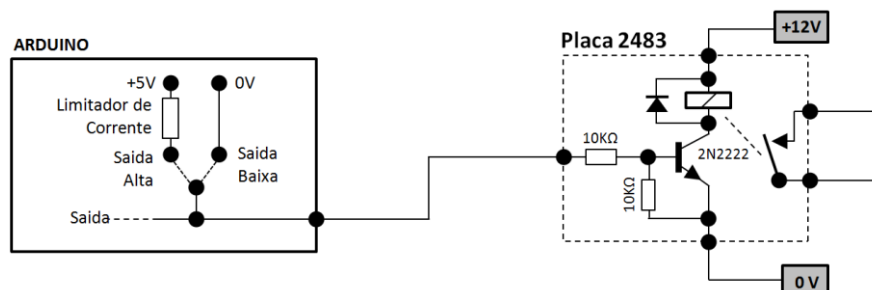 ARDUINO
+5V
0V
Limitador de
Corrente
Saida
Alta
Saida
Baixa
Saida
Placa 2483
+12V
10KΩ
10KΩ
2N2222
0 V